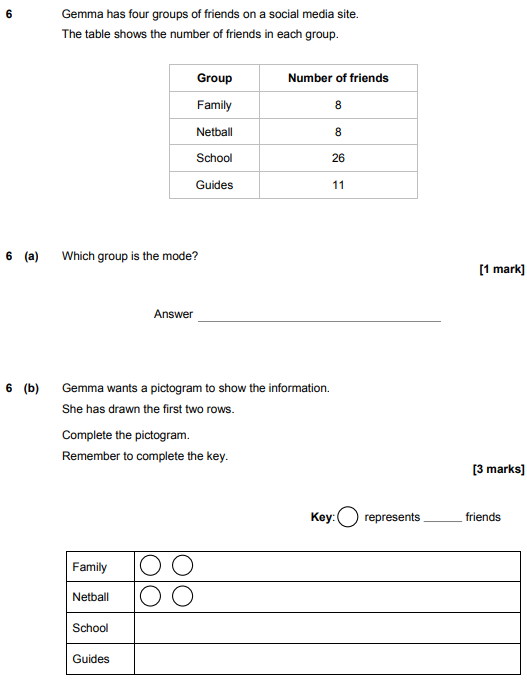 6 Gemma has four groups of friends on a social media site.
The table shows the number of friends in each group.
Group Number of friends
Family 8
Netball 8
School 26
Guides 11
6 (a) Which group is the mode?
[1 mark]
Answer
6 (b) Gemma wants a pictogram to show the information.
She has drawn the first two rows.
Complete the pictogram.
Remember to complete the key.
[3 marks]
Key: represents friends
Family
Netball
School
Guides